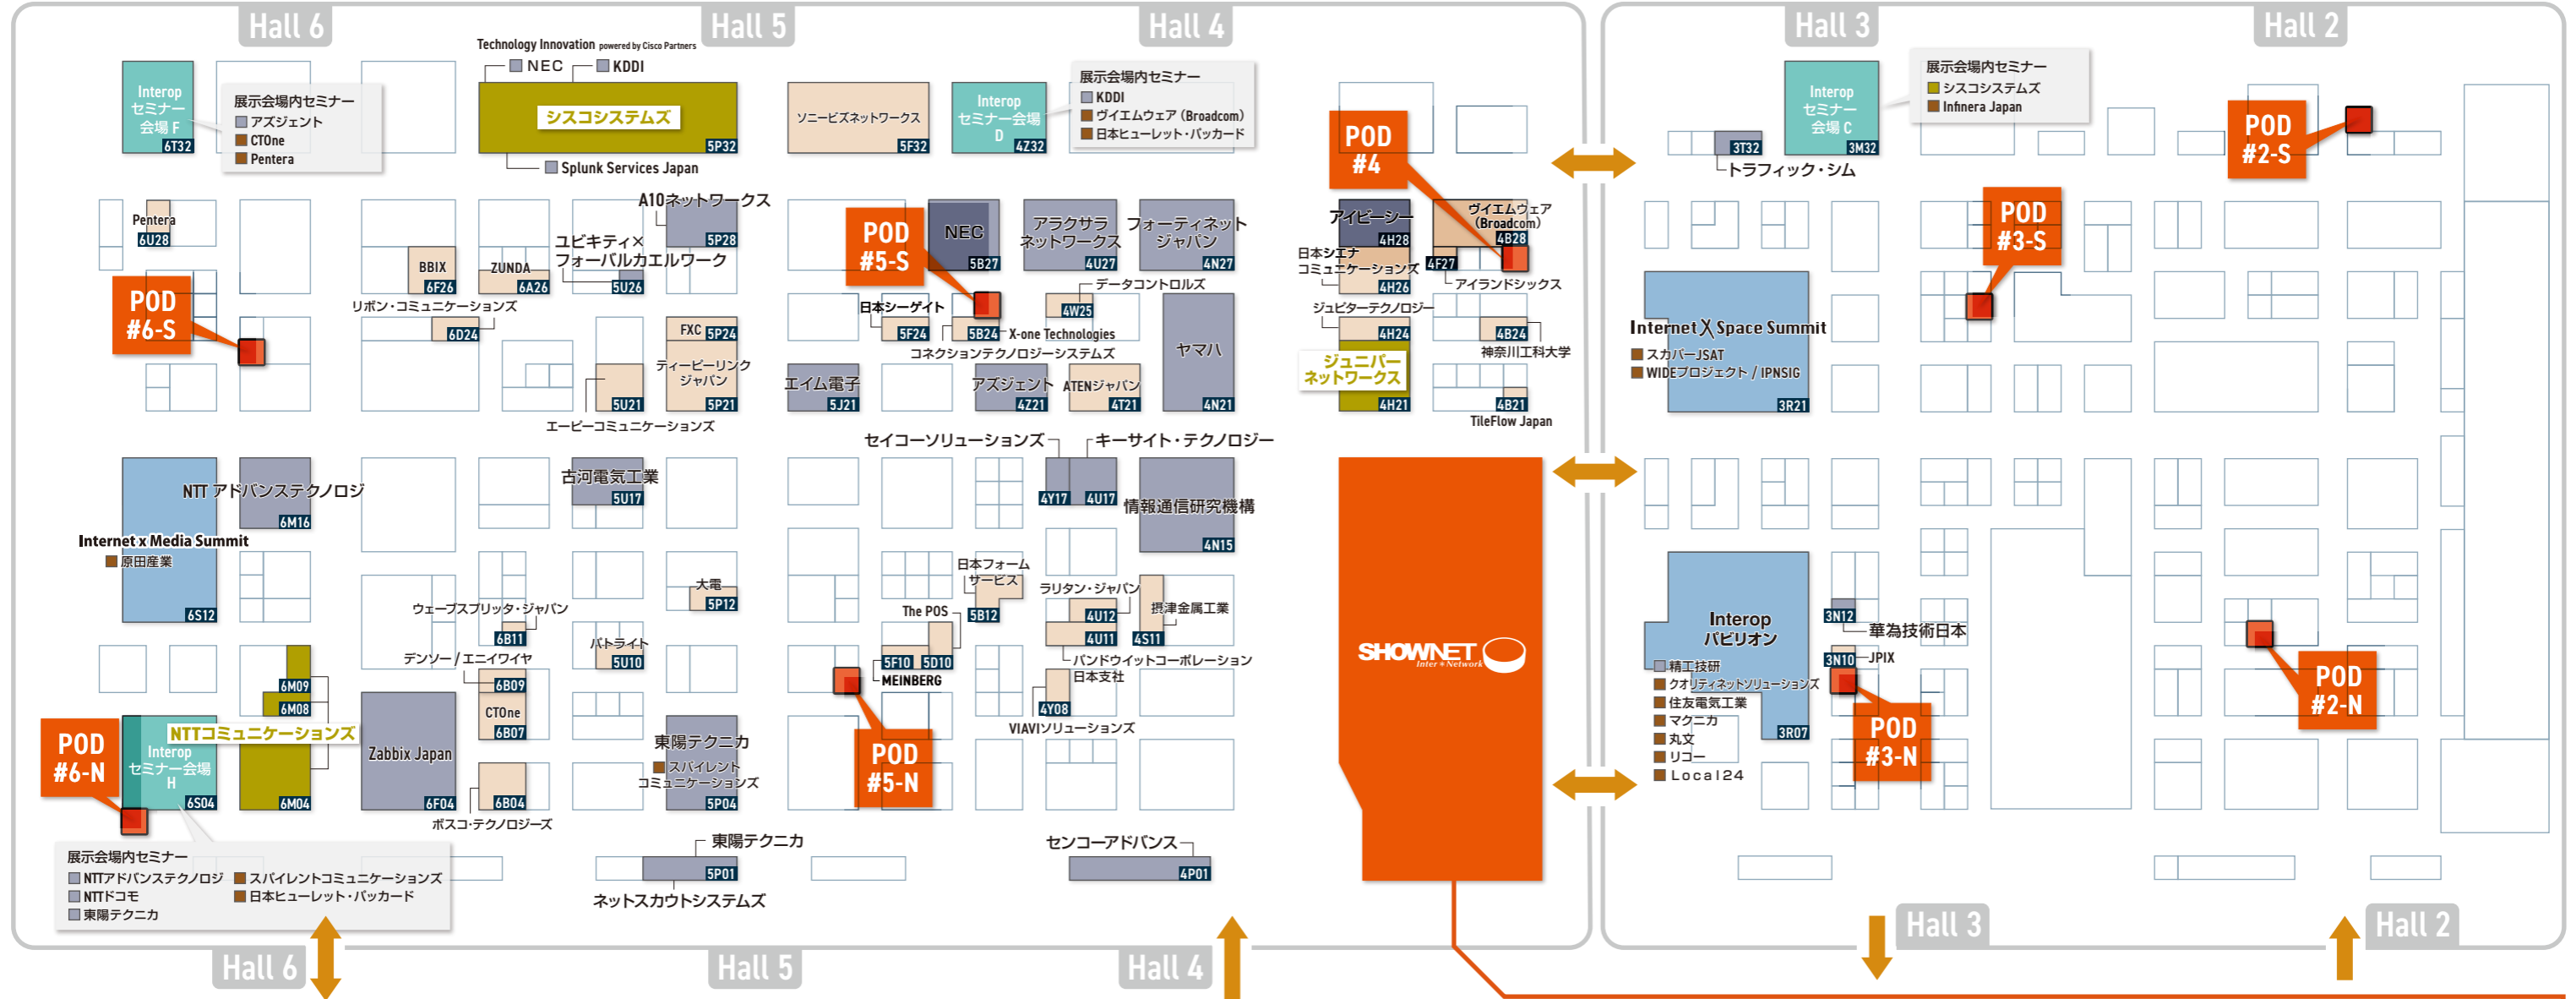 Hall 6
Hall 5
Hall 4
Hall 3
Hall 2
Technology Innovation powered by Cisco Partners
NEC
KDDI
シスコシステムズ
5P32
Splunk Services Japan
Interop
セミナー
会場 F
6T32
展示会場内セミナー
アズジェント
CTOne
Pentera
ソニービズネットワークス
5F32
Interop
セミナー会場
D
4Z32
展示会場内セミナー
KDDI
ヴイエムウェア（Broadcom）
日本ヒューレット・パッカード
POD
#4
3T32
トラフィック・シム
Interop
セミナー
会場 C
3M32
展示会場内セミナー
シスコシステムズ
Infinera Japan
POD
#2-S
Pentera
6U28
BBIX
6F26
ZUNDA
6A26
ユビキティ×
フォーバルカエルワーク
5U26
A10ネットワークス
5P28
POD
#5-S
NEC
5B27
アラクサラ
ネットワークス
4U27
フォーティネット
ジャパン
4N27
アイビーシー
4H28
日本シエナ
コミュニケーションズ
4H26
ヴイエムウェア
（Broadcom）
4B28
4F27
アイランドシックス
POD
#3-S
POD
#6-S
リボン・コミュニケーションズ
6D24
FXC
5P24
ティーピーリンク
ジャパン
5P21
5U21
エーピーコミュニケーションズ
日本シーゲイト
5F24
5B24
X-one Technologies
コネクションテクノロジーシステムズ
データコントロルズ
4W25
ヤマハ
4N21
エイム電子
5J21
アズジェント
4Z21
ATENジャパン
4T21
ジュピターテクノロジー
4H24
ジュニパー
ネットワークス
4H21
4B24
神奈川工科大学
4B21
TileFlow Japan
Internet X Space Summit
スカパーJSAT
WIDEプロジェクト / IPNSIG
3R21
NTT アドバンステクノロジ
6M16
Internet x Media Summit
原田産業
6S12
古河電気工業
5U17
セイコーソリューションズ
キーサイト・テクノロジー
4Y17
4U17
情報通信研究機構
4N15
SHOWNET
Inter * Network
ウェーブスプリッタ・ジャパン
6B11
大電
5P12
パトライト
5U10
デンソー / エニイワイヤ
6B09
CTOne
6B07
The POS
5F10
5D10
MEINBERG
日本フォーム
サービス
5B12
ラリタン・ジャパン
4U12
4U11
パンドウイットコーポレーション
日本支社
摂津金属工業
4S11
4Y08
VIAVIソリューションズ
Interop
パビリオン
3R07
精工技研
クオリティネットソリューションズ
住友電気工業
マクニカ
丸文
リコー
Local24
3N12
華為技術日本
3N10
JPIX
POD
#3-N
POD
#2-N
6M09
6M08
NTTコミュニケーションズ
6M04
POD
#6-N
Interop
セミナー会場
H
6S04
Zabbix Japan
6F04
6B04
ボスコ・テクノロジーズ
東陽テクニカ
スパイレント
コミュニケーションズ
5P04
POD
#5-N
展示会場内セミナー
NTTアドバンステクノロジ
NTTドコモ
東陽テクニカ
スパイレントコミュニケーションズ
日本ヒューレット・パッカード
東陽テクニカ
5P01
ネットスカウトシステムズ
センコーアドバンス
4P01
Hall 6
Hall 5
Hall 4
Hall 3
Hall 2